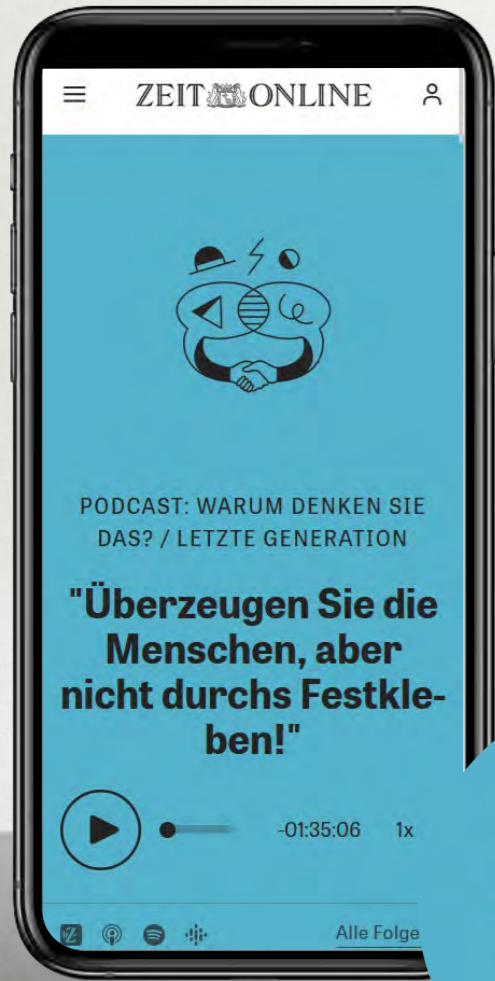 ZEIT ONLINE
PODCAST: WARUM DENKEN SIE
DAS? / LETZTE GENERATION
"Überzeugen Sie die
Menschen, aber
nicht durchs Festkle-
ben!"
-01:35:06 1x
Alle Folge